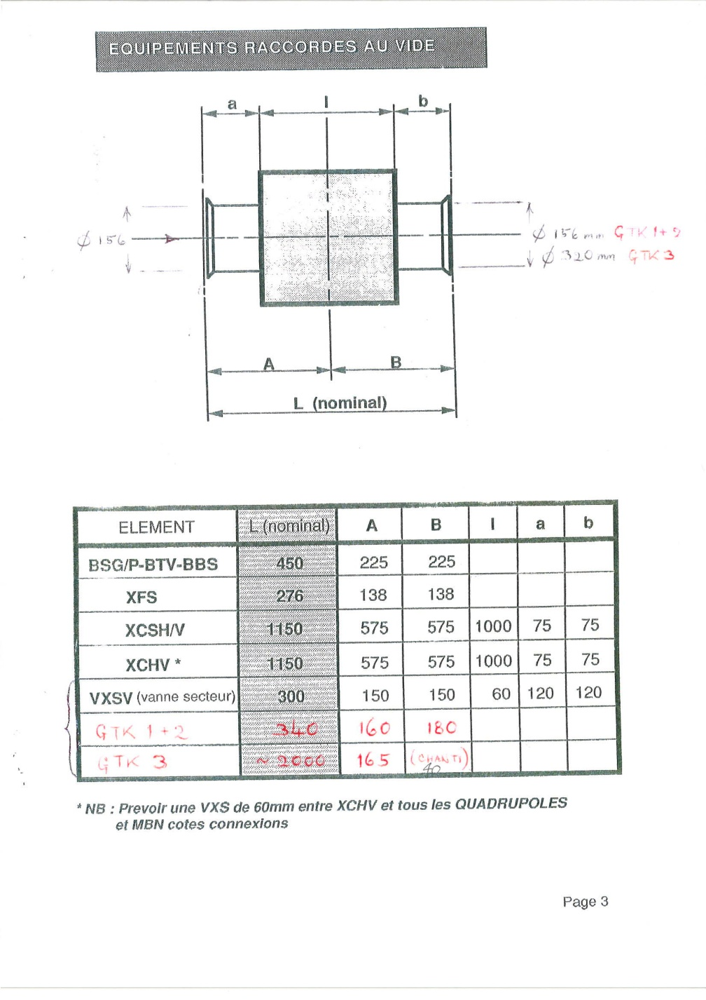 EQUIPEMENTS RACCORDES AU VIDE
a l b
Ø 156
Ø 156 mm GTK 1+2
Ø 320 mm GTK 3
A B
L (nominal)
ELEMENT L (nominal) A B l a b
BSG/P-BTV-BBS 450 225 225
XFS 276 138 138
XCSH/V 1150 575 575 1000 75 75
XCHV * 1150 575 575 1000 75 75
VXSV (vanne secteur) 300 150 150 60 120 120
GTK 1+2 340 160 180
GTK 3 ~ 2000 165 (CHANTI)
40
* NB : Prevoir une VXS de 60mm entre XCHV et tous les QUADRUPOLES
et MBN cotes connexions
Page 3